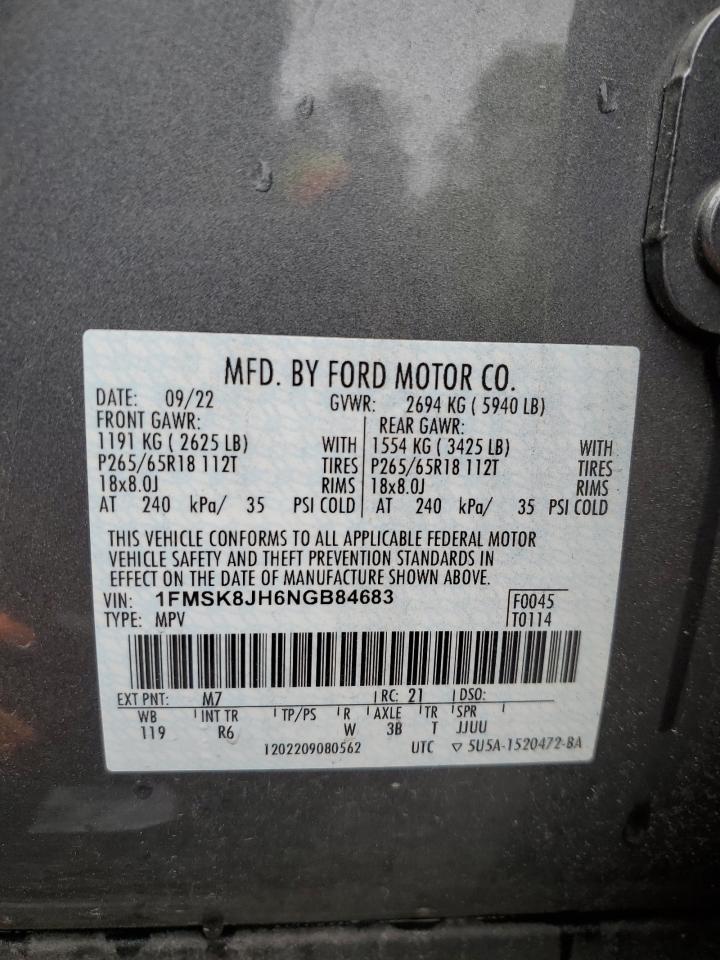 MFD. BY FORD MOTOR CO.
DATE: 09/22 GVWR: 2694 KG ( 5940 LB)
FRONT GAWR: REAR GAWR:
1191 KG ( 2625 LB) WITH 1554 KG ( 3425 LB) WITH
P265/65R18 112T TIRES P265/65R18 112T TIRES
18x8.0J RIMS 18x8.0J RIMS
AT 240 kPa/ 35 PSI COLD AT 240 kPa/ 35 PSI COLD
THIS VEHICLE CONFORMS TO ALL APPLICABLE FEDERAL MOTOR
VEHICLE SAFETY AND THEFT PREVENTION STANDARDS IN
EFFECT ON THE DATE OF MANUFACTURE SHOWN ABOVE.
VIN: 1FMSK8JH6NGB84683 F0045
TYPE: MPV T0114
EXT PNT: M7 RC: 21 DSO:
WB INT TR TP/PS R AXLE TR SPR
119 R6 W 3B T JJUU
1202209080562 UTC ▽ 5U5A-1520472-BA